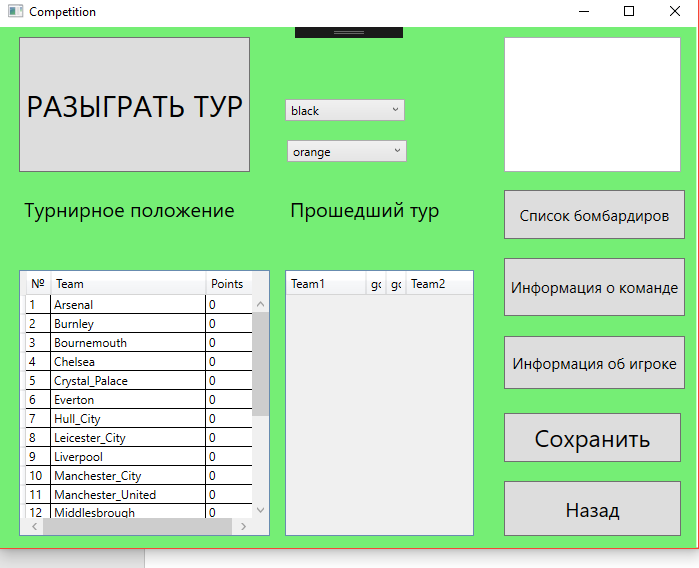 Competition
РАЗЫГРАТЬ ТУР
black
orange
Турнирное положение
Прошедший тур
Список бомбардиров
Информация о команде
Информация об игроке
Сохранить
Назад
№ Team Points
1 Arsenal 0
2 Burnley 0
3 Bournemouth 0
4 Chelsea 0
5 Crystal_Palace 0
6 Everton 0
7 Hull_City 0
8 Leicester_City 0
9 Liverpool 0
10 Manchester_City 0
11 Manchester_United 0
12 Middlesbrough 0
Team1 gc gc Team2